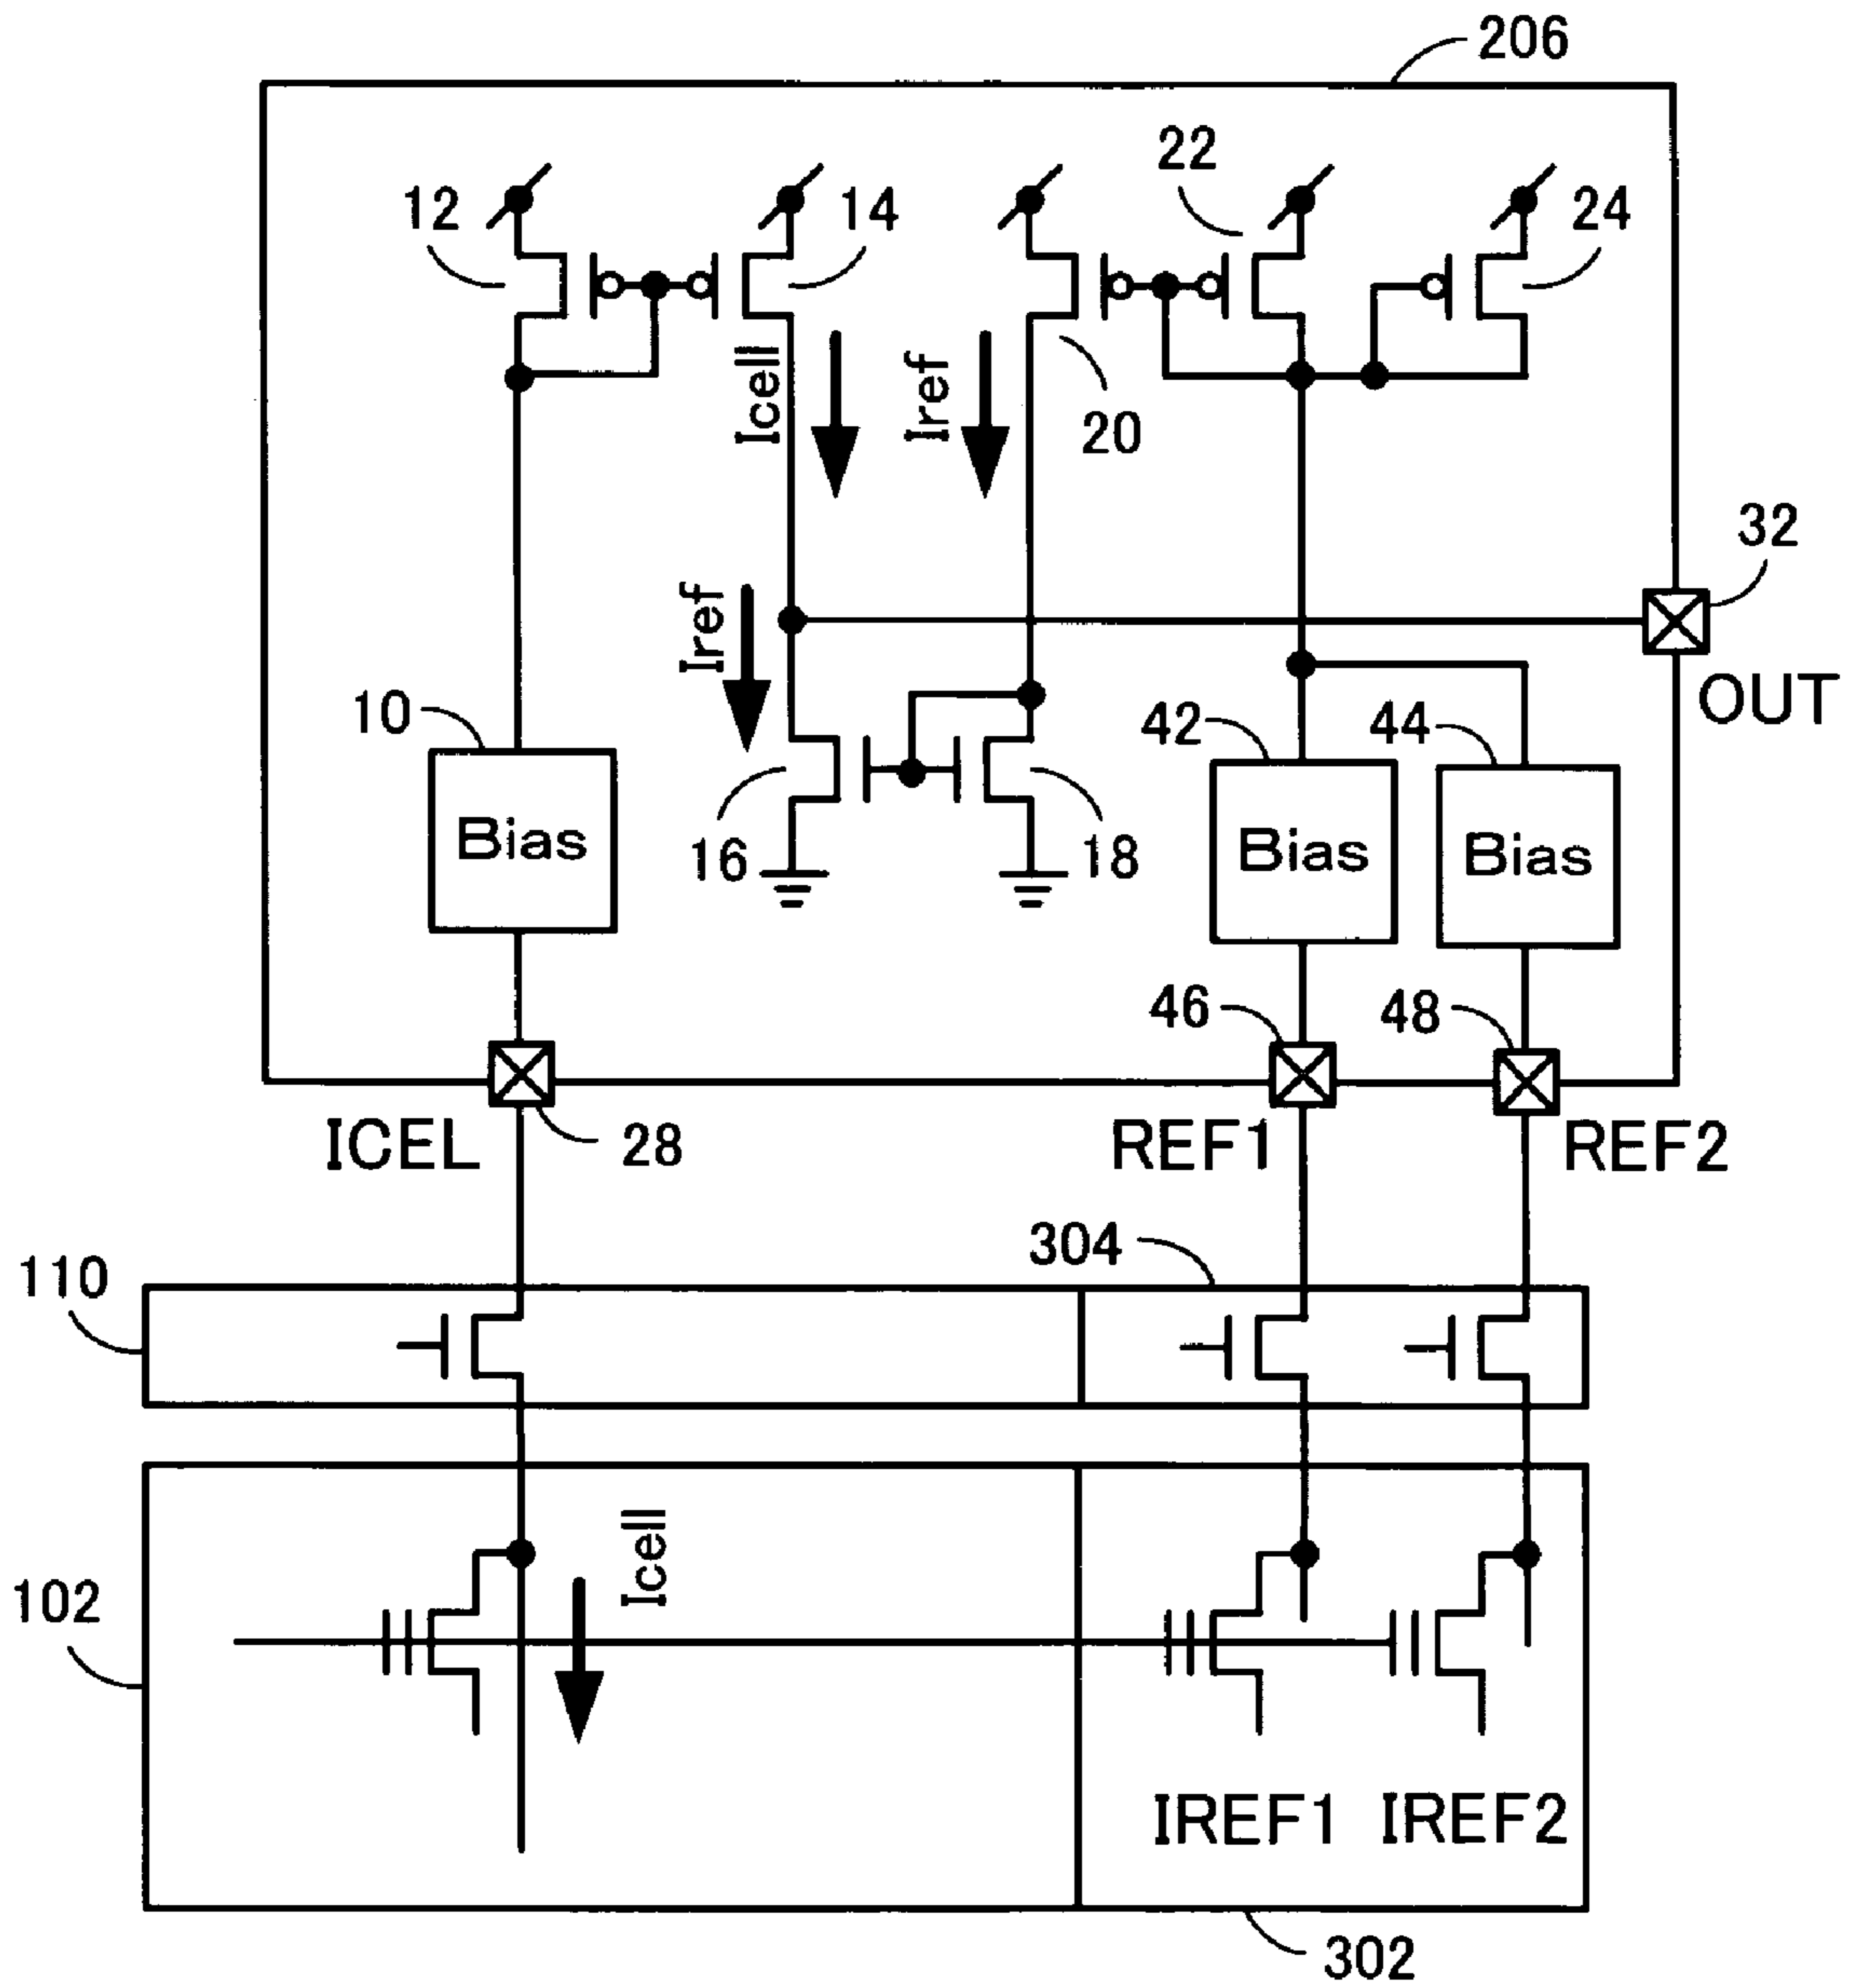 206
22
12
14
24
Icell
Iref
20
32
Iref
OUT
10
42
44
Bias
Bias
Bias
16
18
46
48
ICEL
28
REF1
REF2
304
110
Icell
102
IREF1 IREF2
302